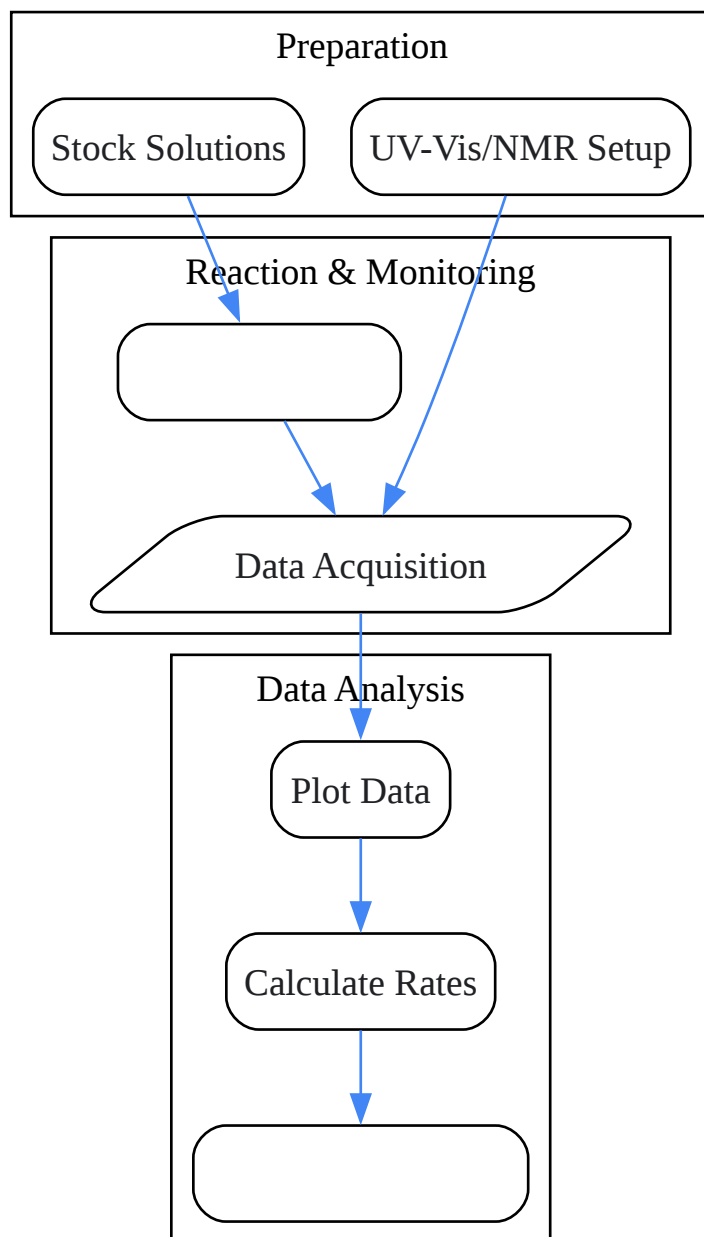 Preparation
Stock Solutions
UV-Vis/NMR Setup
Reaction & Monitoring
Data Acquisition
Data Analysis
Plot Data
Calculate Rates